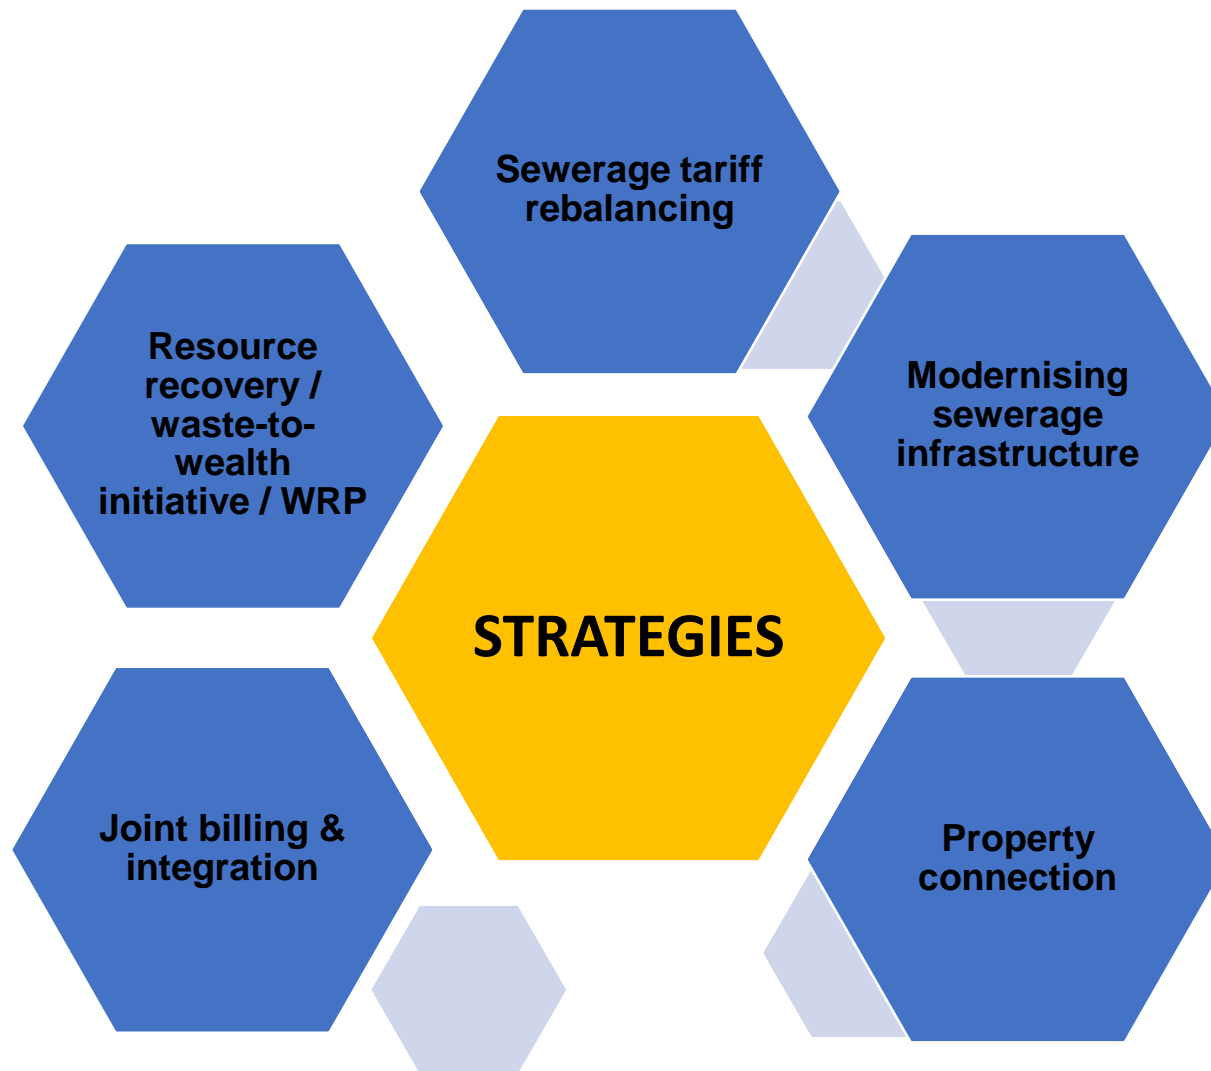 Sewerage tariff
rebalancing
Modernising
sewerage
infrastructure
Property
connection
Joint billing &
integration
Resource
recovery /
waste-to-
wealth
initiative / WRP
STRATEGIES